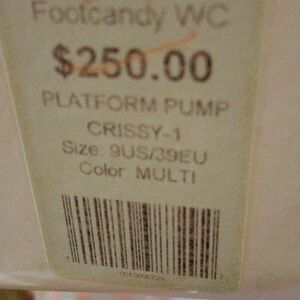 Footcandy WC
$250.00
PLATFORM PUMP
CRISSY-1
Size: 9US/39EU
Color: MULTI